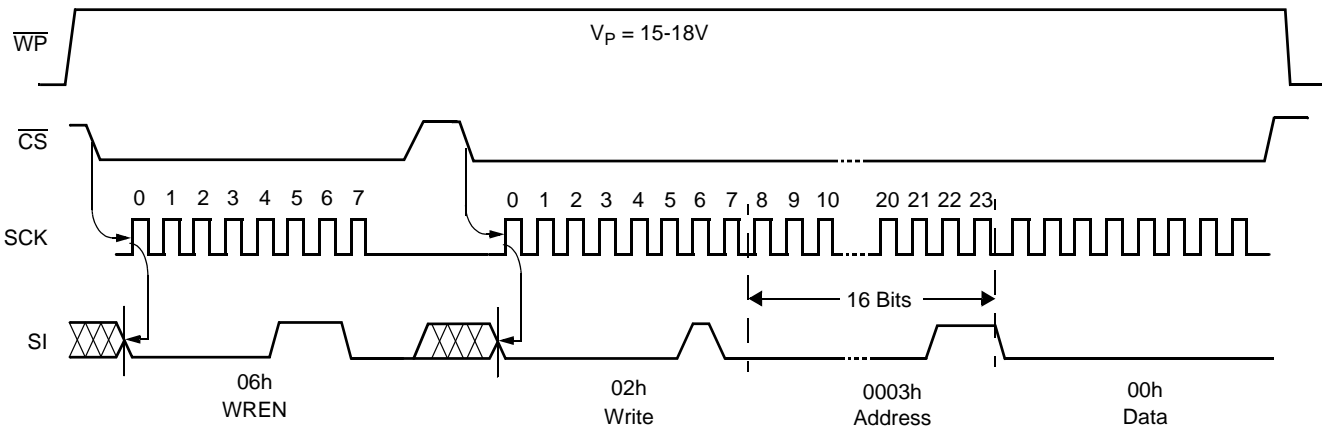 WP
V_P = 15-18V
CS
0 1 2 3 4 5 6 7
0 1 2 3 4 5 6 7 8 9 10 20 21 22 23
SCK
16 Bits
SI
06h
WREN
02h
Write
0003h
Address
00h
Data